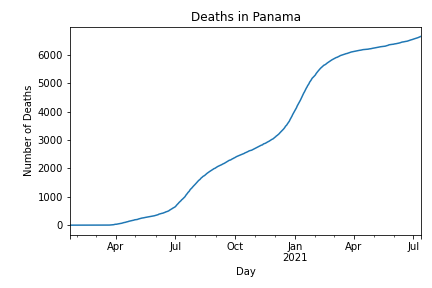 Deaths in Panama
Number of Deaths
6000
5000
4000
3000
2000
1000
0
Apr
Jul
Oct
Jan
2021
Apr
Jul
Day